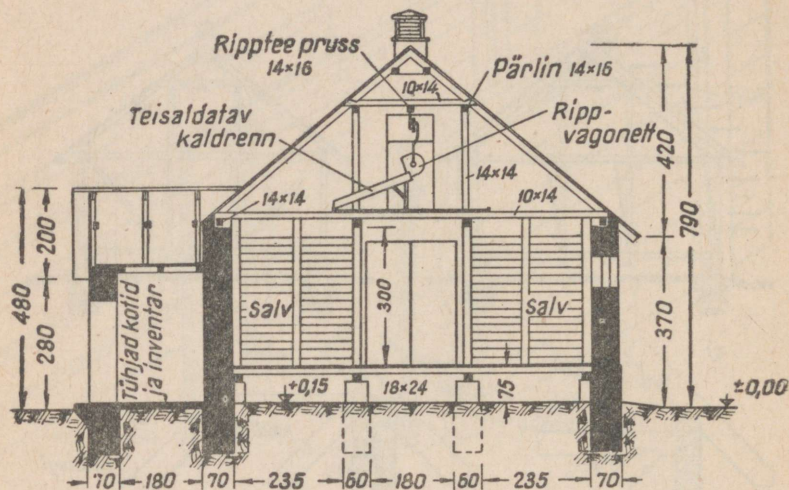 Ripptee pruss
14×16
Pärlin 14×16
10×14
Teisaldatav
kaldrenn
Ripp-
vagonett
14×14
14×14
10×14
420
790
370
200
480
280
Tühjad kotid
ja inventar
Salv
300
Salv
+0,15
18×24
75
±0,00
70
180
70
235
60
180
60
235
70